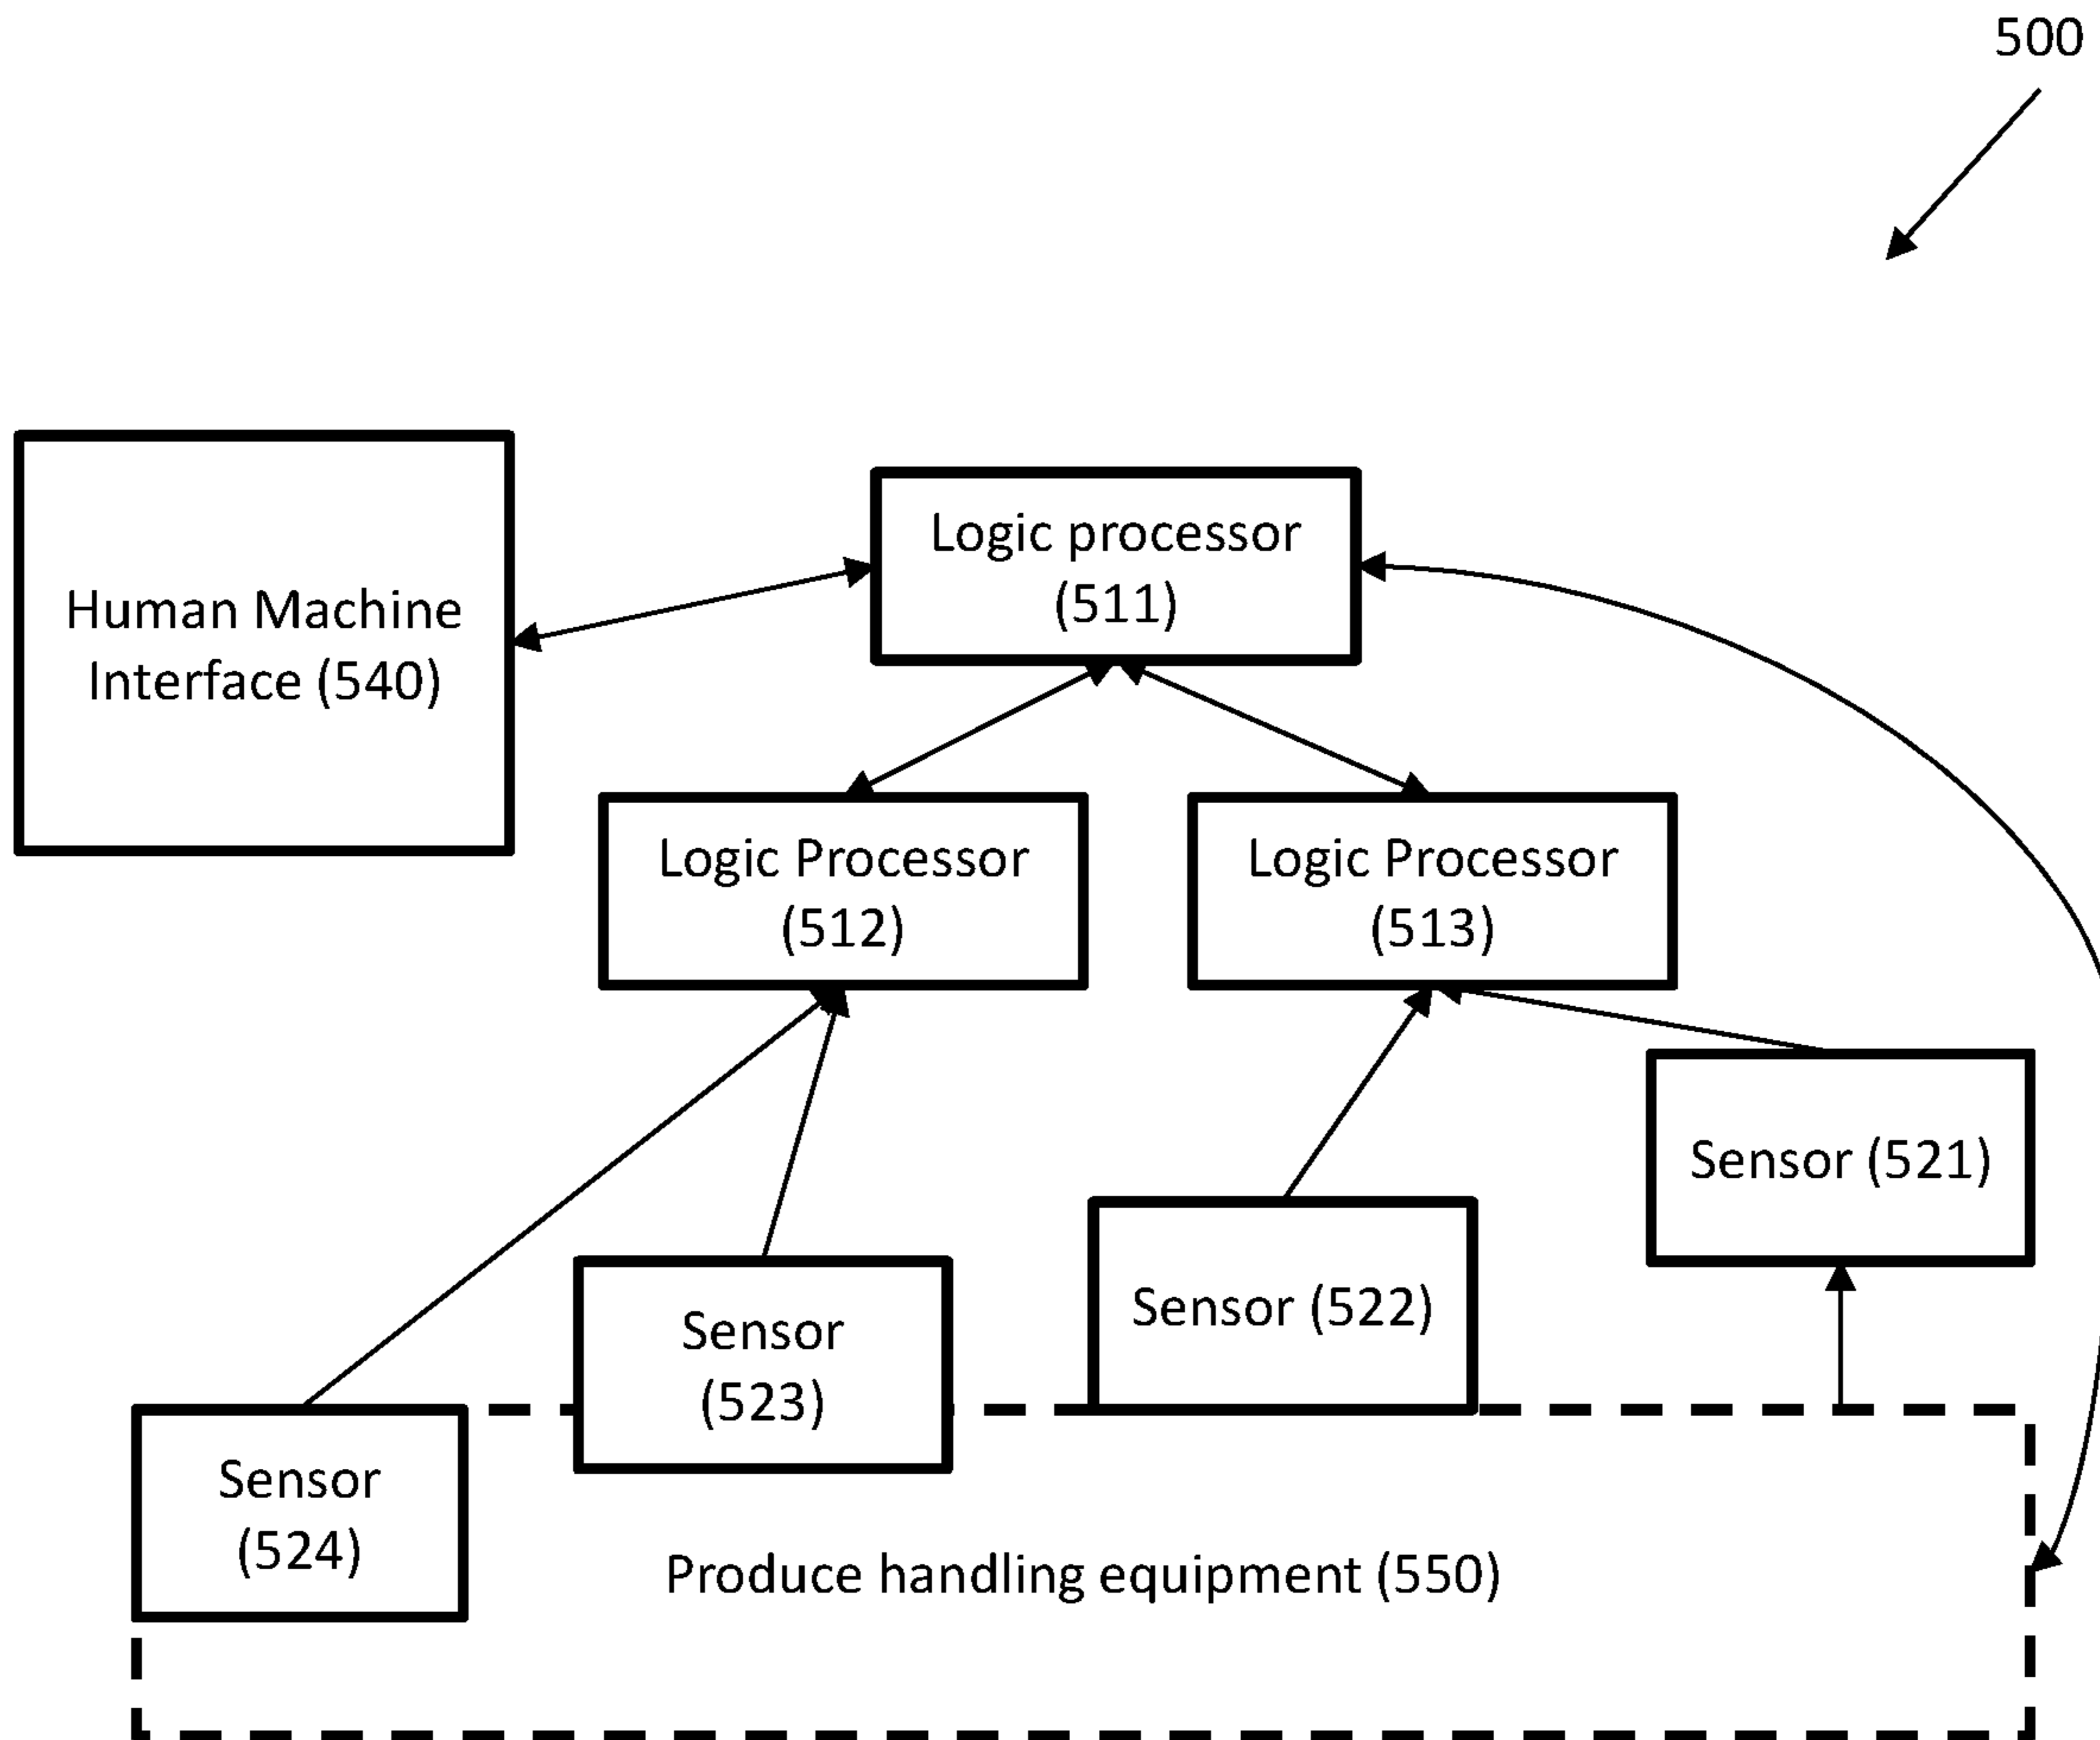 500
Human Machine
Interface (540)
Logic processor
(511)
Logic Processor
(512)
Logic Processor
(513)
Sensor (521)
Sensor (522)
Sensor
(523)
Sensor
(524)
Produce handling equipment (550)